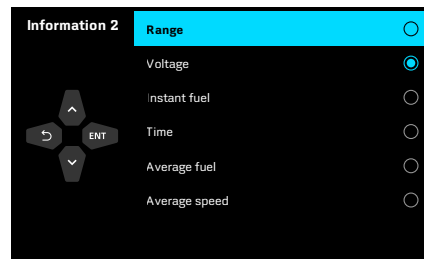 Information 2
Range
Voltage
Instant fuel
Time
Average fuel
Average speed
ENT